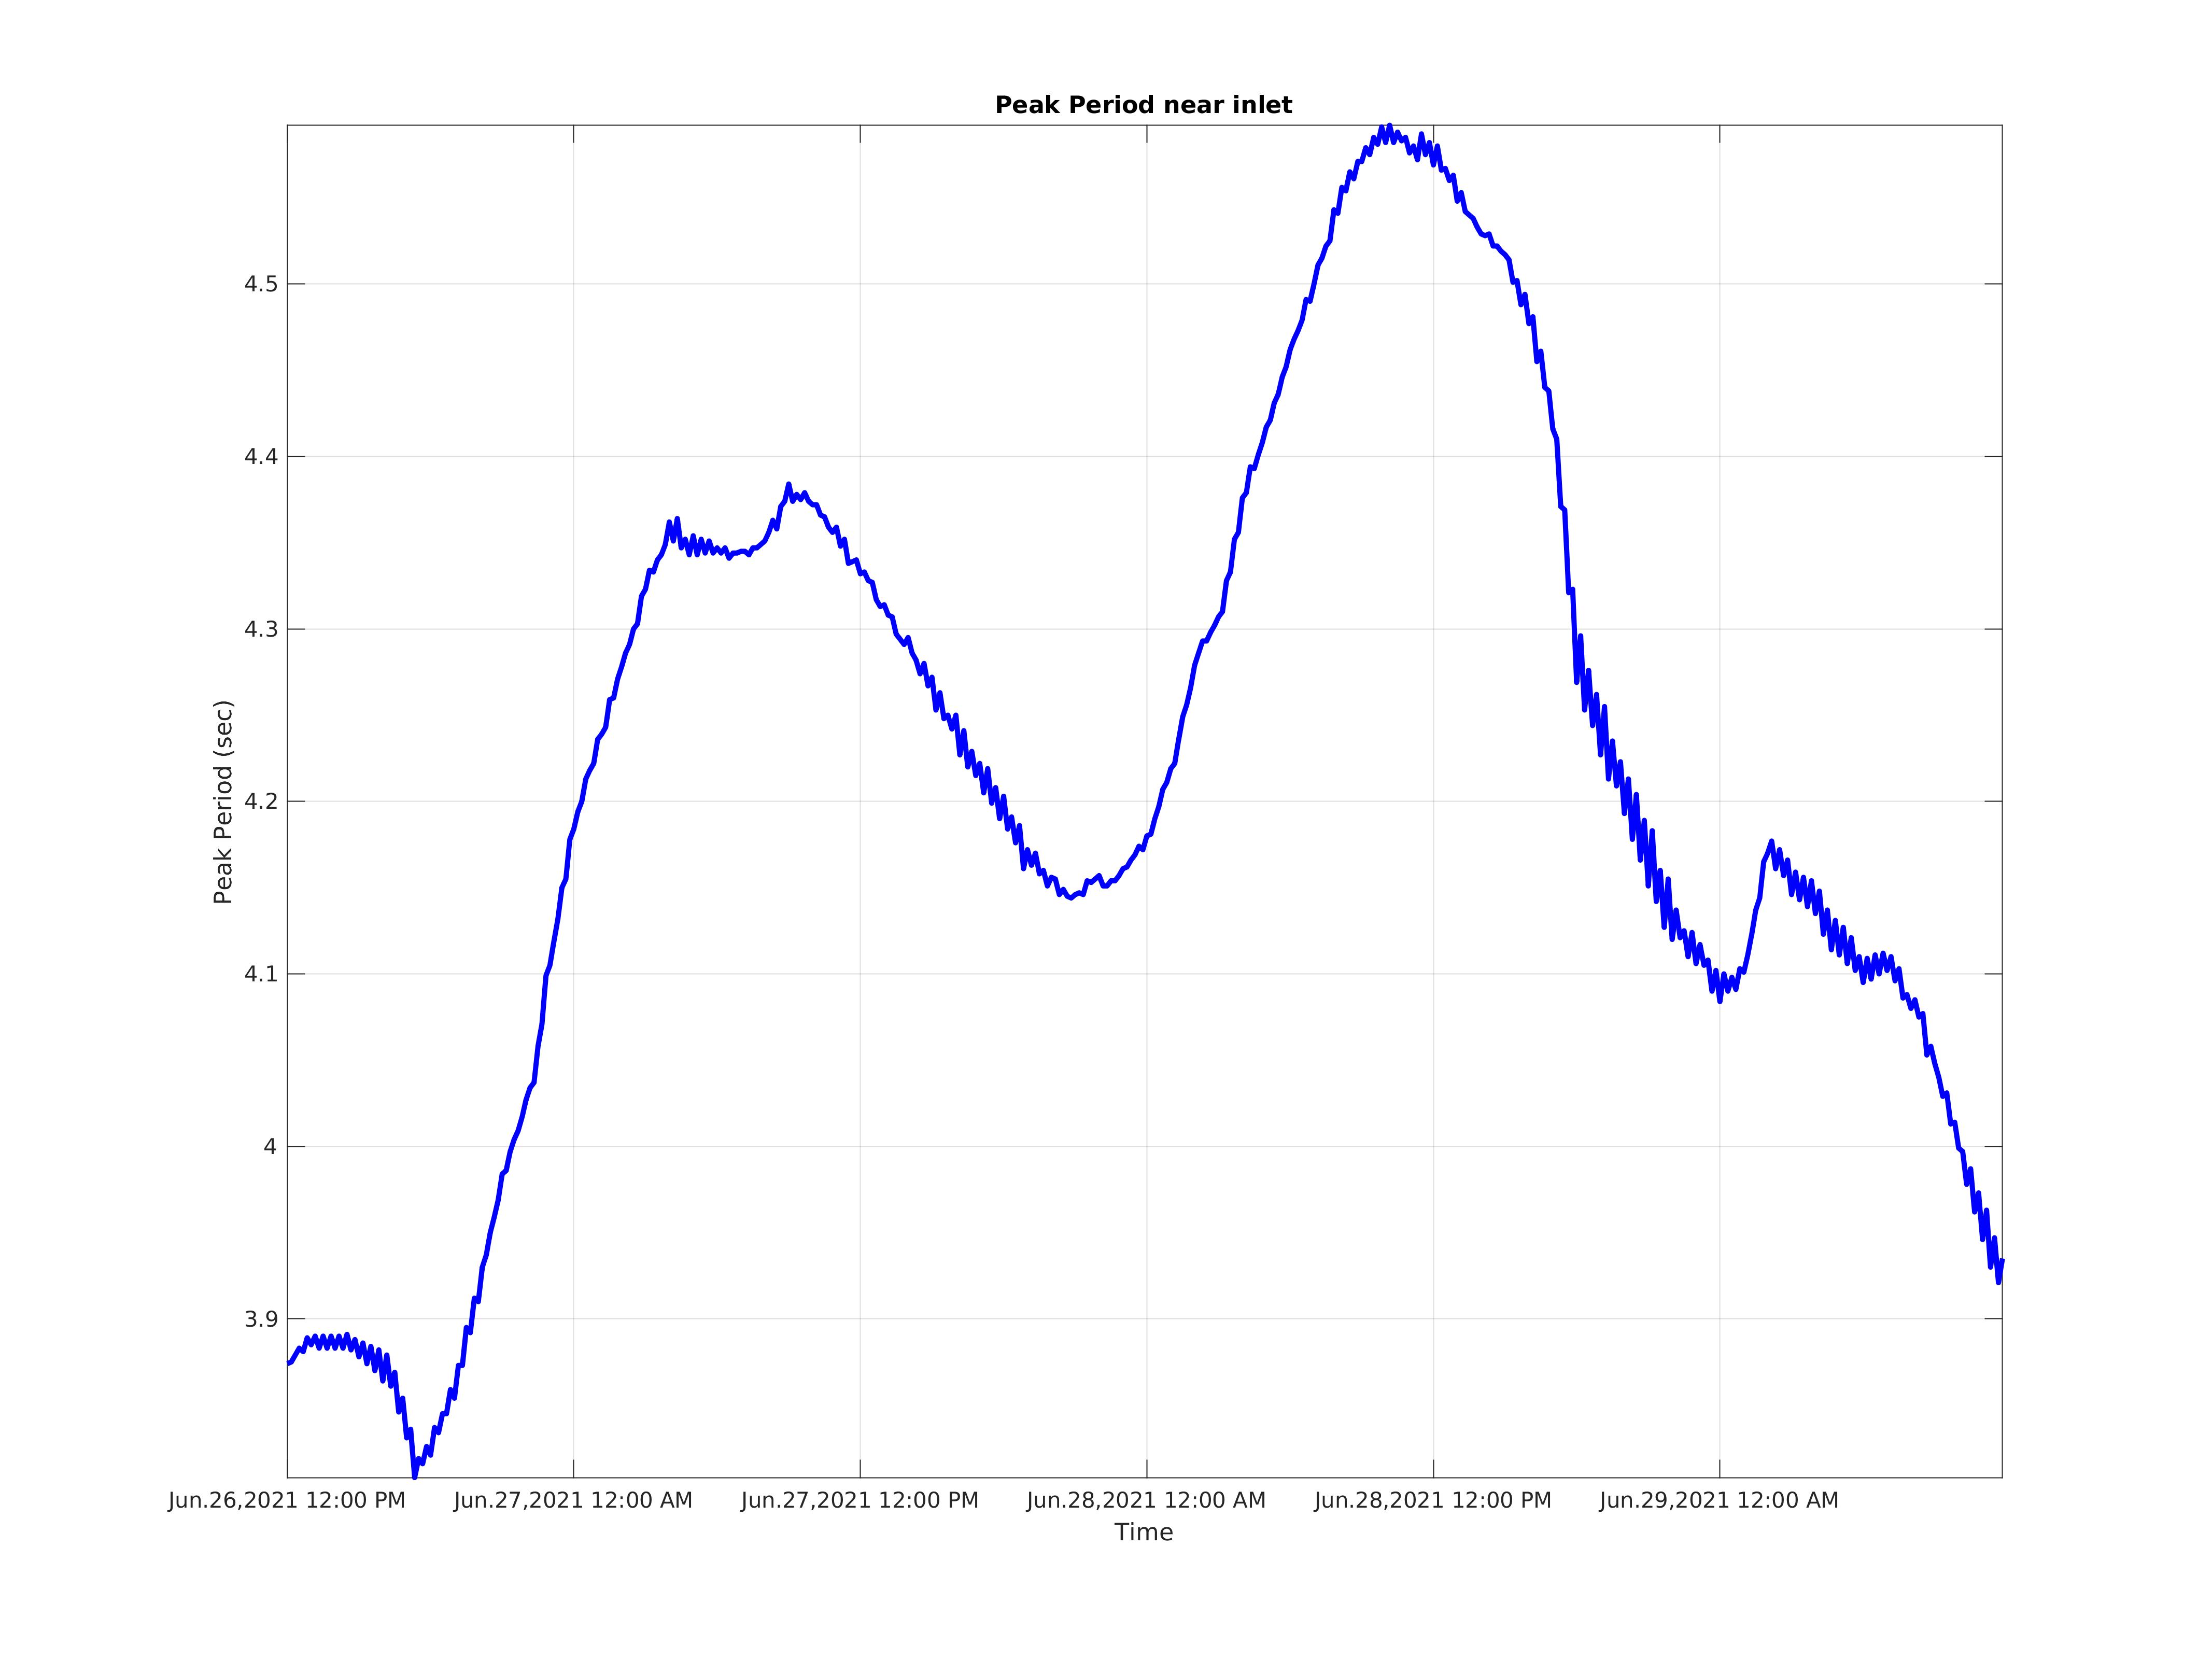 Peak Period near inlet
Peak Period (sec)
4.5
4.4
4.3
4.2
4.1
4
3.9
Jun.26,2021 12:00 PM
Jun.27,2021 12:00 AM
Jun.27,2021 12:00 PM
Jun.28,2021 12:00 AM
Jun.28,2021 12:00 PM
Jun.29,2021 12:00 AM
Time